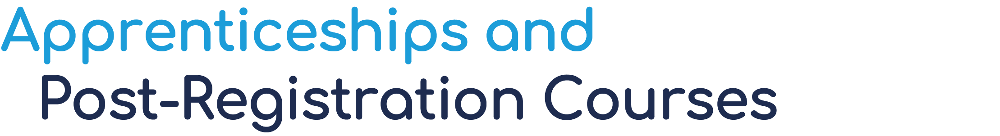 Apprenticeships and
Post-Registration Courses